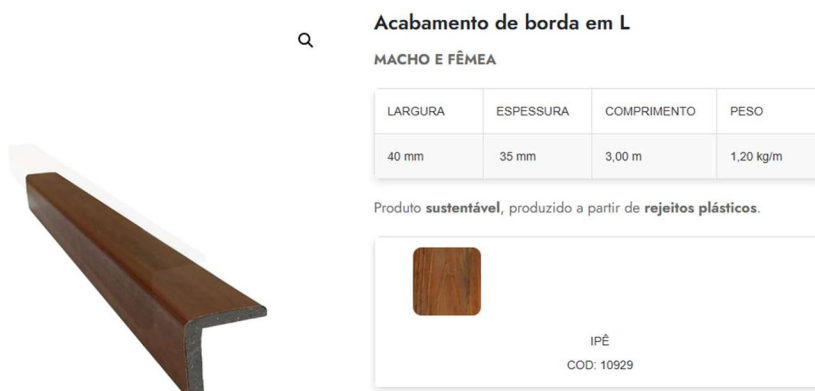 Acabamento de borda em L
MACHO E FÊMEA
LARGURA ESPESSURA COMPRIMENTO PESO
40 mm 35 mm 3,00 m 1,20 kg/m
Produto sustentável, produzido a partir de rejeitos plásticos.
IPÊ
COD: 10929